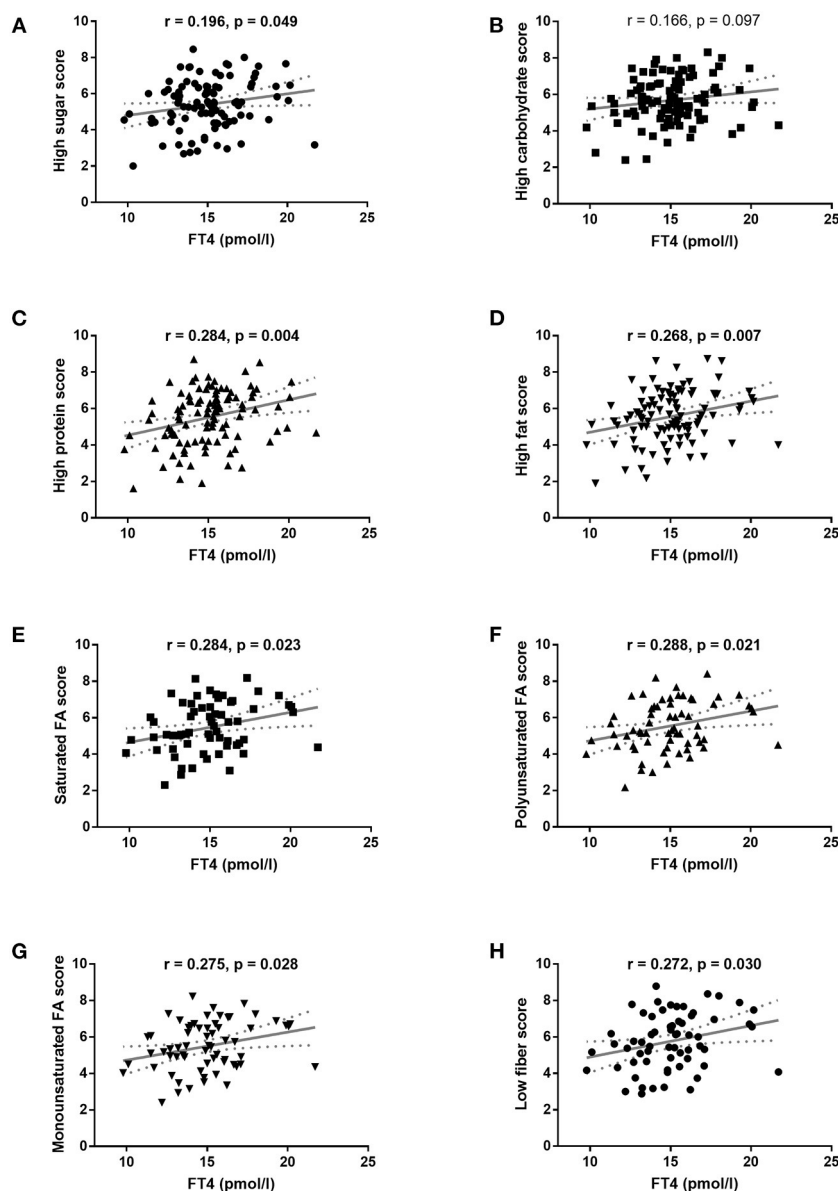 A
r = 0.196, p = 0.049
High sugar score
10
8
6
4
2
0
10 15 20 25
FT4 (pmol/l)
B
r = 0.166, p = 0.097
High carbohydrate score
10
8
6
4
2
0
10 15 20 25
FT4 (pmol/l)
C
r = 0.284, p = 0.004
High protein score
10
8
6
4
2
0
10 15 20 25
FT4 (pmol/l)
D
r = 0.268, p = 0.007
High fat score
10
8
6
4
2
0
10 15 20 25
FT4 (pmol/l)
E
r = 0.284, p = 0.023
Saturated FA score
10
8
6
4
2
0
10 15 20 25
FT4 (pmol/l)
F
r = 0.288, p = 0.021
Polyunsaturated FA score
10
8
6
4
2
0
10 15 20 25
FT4 (pmol/l)
G
r = 0.275, p = 0.028
Monounsaturated FA score
10
8
6
4
2
0
10 15 20 25
FT4 (pmol/l)
H
r = 0.272, p = 0.030
Low fiber score
10
8
6
4
2
0
10 15 20 25
FT4 (pmol/l)